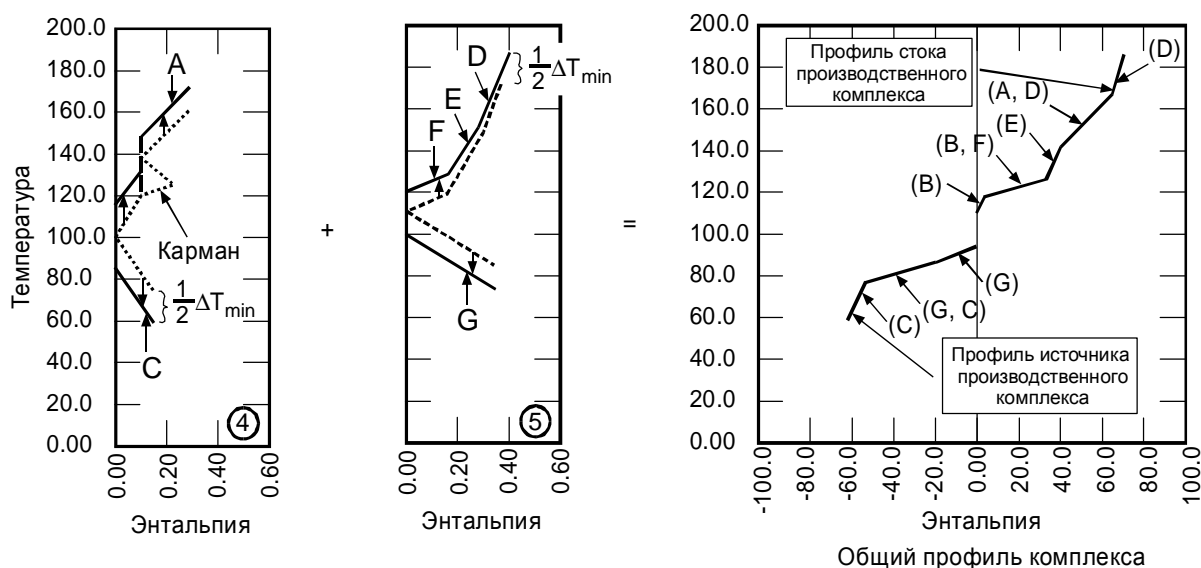 Температура
200.0
180.0
160.0
140.0
120.0
100.0
80.0
60.0
40.0
20.0
0.00
A
Карман
1/2 ΔTmin
C
4
0.00
0.20
0.40
0.60
Энтальпия
+
D
1/2 ΔTmin
E
F
G
5
0.00
0.20
0.40
0.60
Энтальпия
=
200.0
180.0
160.0
140.0
120.0
100.0
80.0
60.0
40.0
20.0
0.00
Профиль стока
производственного
комплекса
(D)
(A, D)
(E)
(B, F)
(B)
(G)
(G, C)
(C)
Профиль источника
производственного
комплекса
-100.0
-80.0
-60.0
-40.0
-20.0
0.00
20.0
40.0
60.0
80.0
100.0
Энтальпия
Общий профиль комплекса